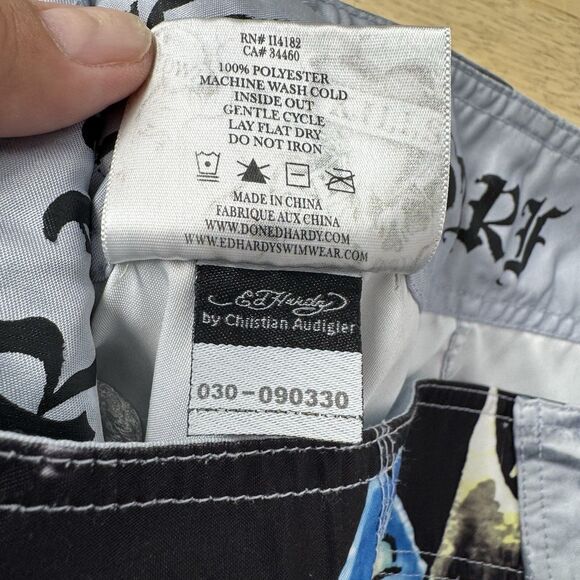 RN# 114182
CA# 34460
100% POLYESTER
MACHINE WASH COLD
INSIDE OUT
GENTLE CYCLE
LAY FLAT DRY
DO NOT IRON
MADE IN CHINA
FABRIQUE AUX CHINA
WWW.DONEDHARDY.COM
WWW.EDHARDYSWIMWEAR.COM
Ed Hardy
by Christian Audigier
030-090330